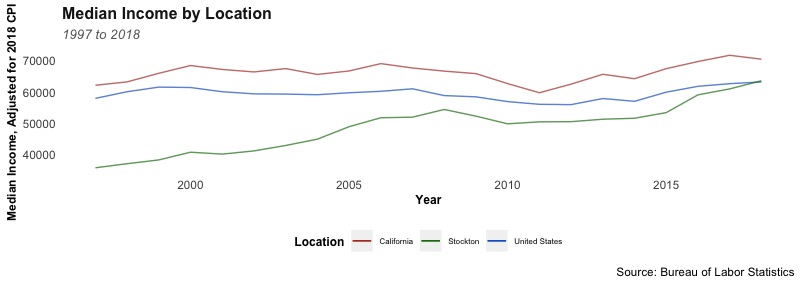 Median Income by Location
1997 to 2018
Median Income, Adjusted for 2018 CPI
70000
60000
50000
40000
2000 2005 2010 2015
Year
Location California Stockton United States
Source: Bureau of Labor Statistics